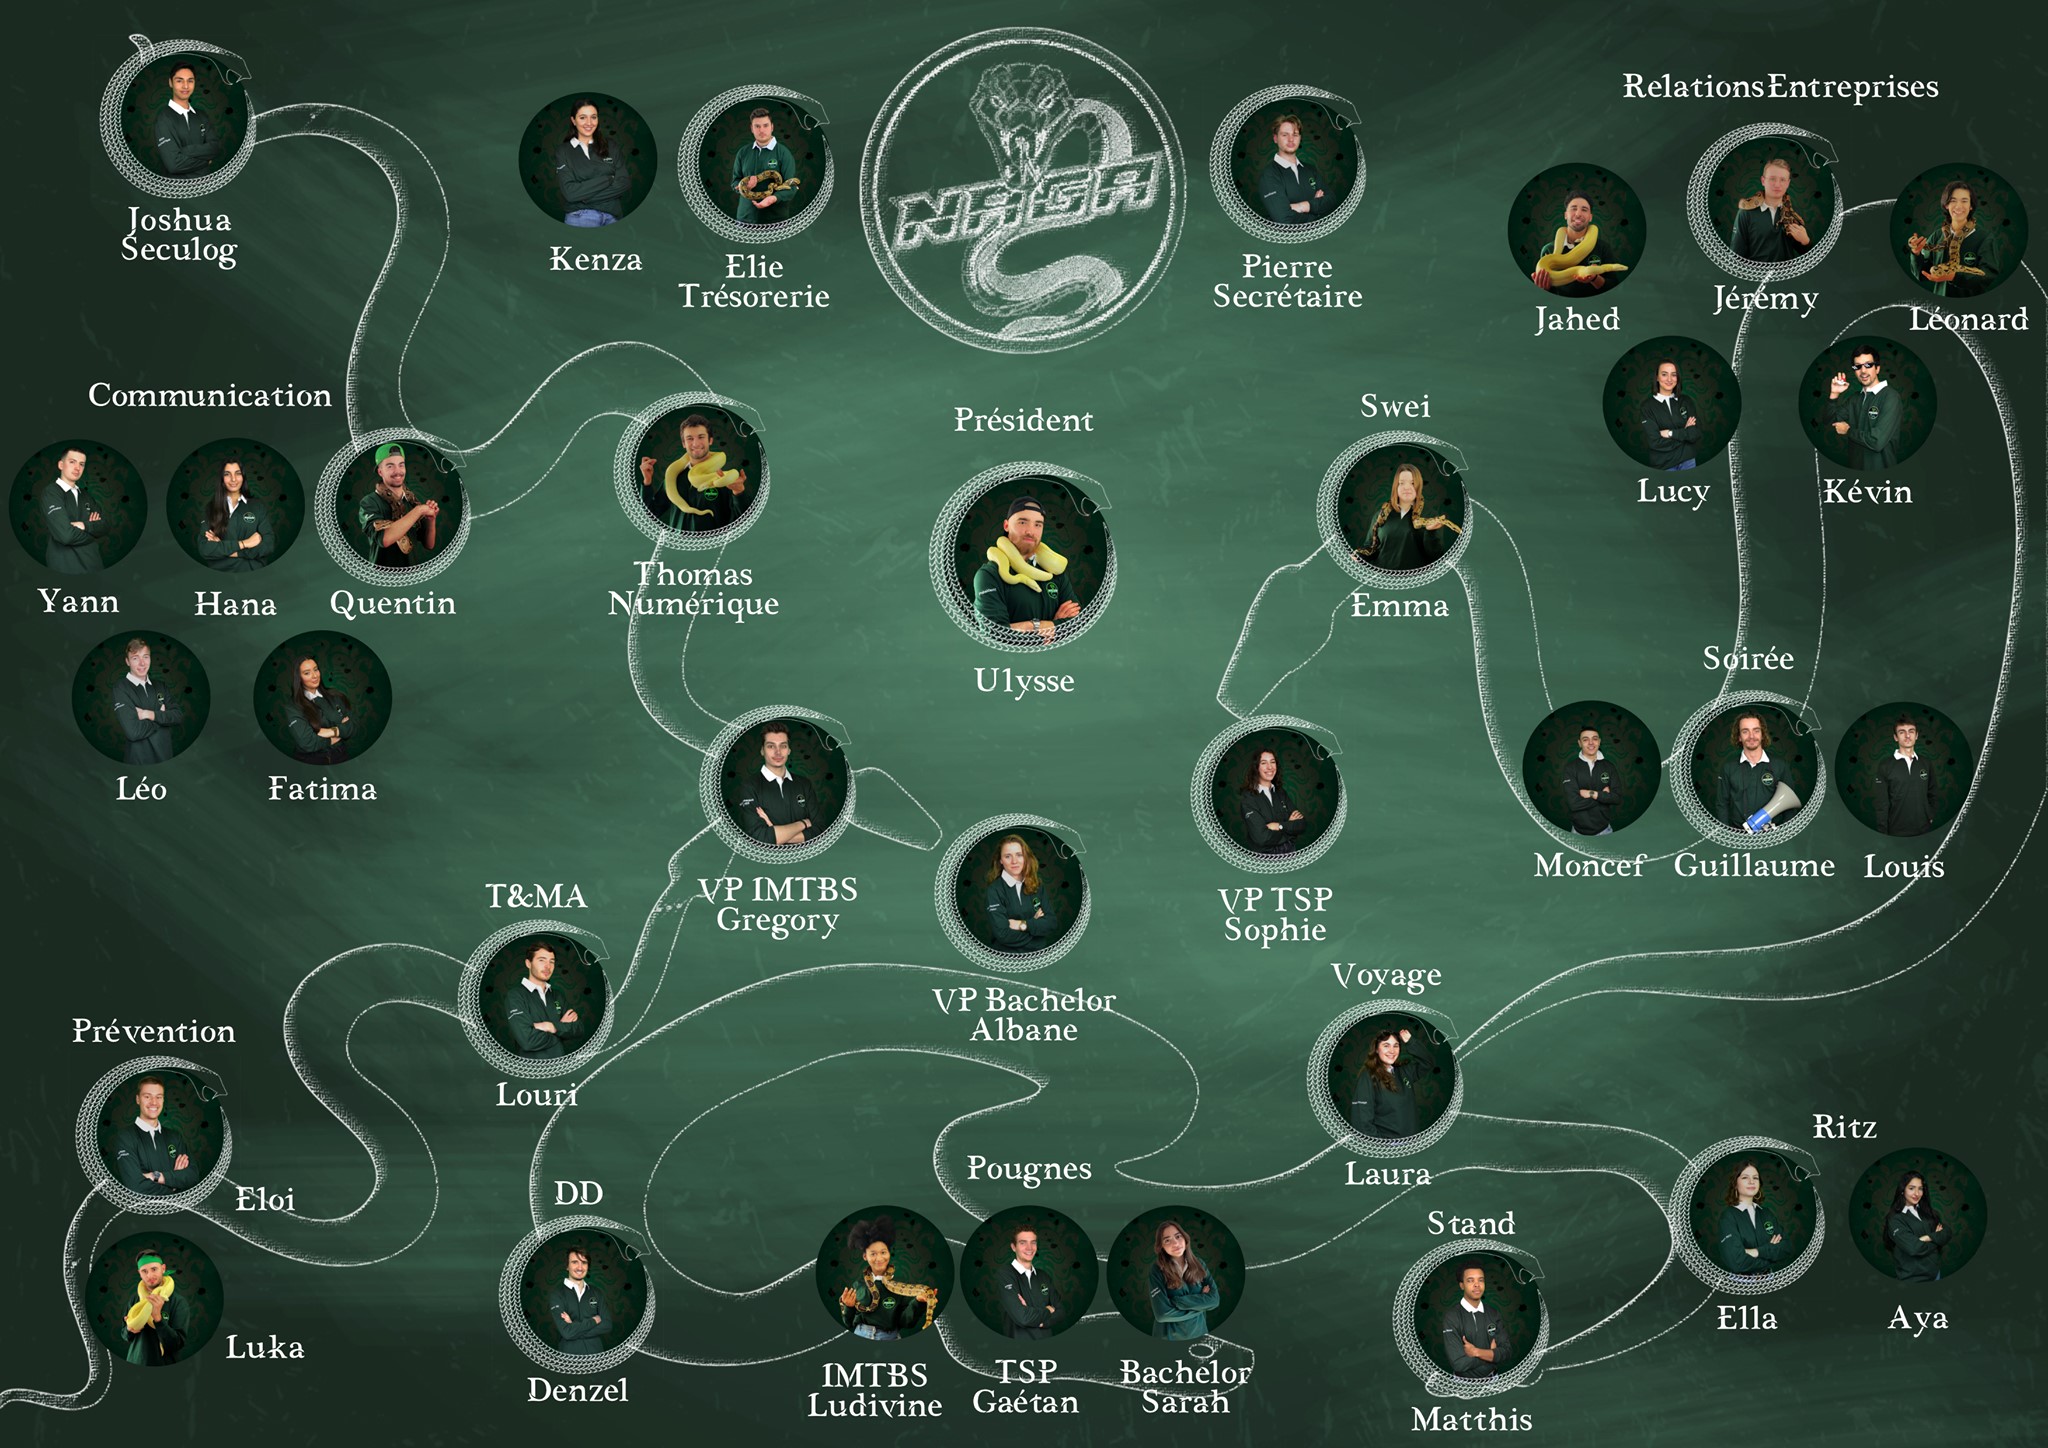 NAGA
Joshua
Seculog
Kenza
Elie
Trésorerie
Pierre
Secrétaire
Relations Entreprises
Jahed
Jérémy
Léonard
Lucy
Kévin
Communication
Yann
Hana
Quentin
Léo
Fatima
Thomas
Numérique
Président
Ulysse
Swei
Emma
Soirée
Moncef
Guillaume
Louis
VP IMTBS
Gregory
VP Bachelor
Albane
VP TSP
Sophie
T&MA
Louri
Prévention
Eloi
Luka
DD
Denzel
Pougnes
IMTBS
Ludivine
TSP
Gaétan
Bachelor
Sarah
Voyage
Laura
Stand
Matthis
Ritz
Ella
Aya